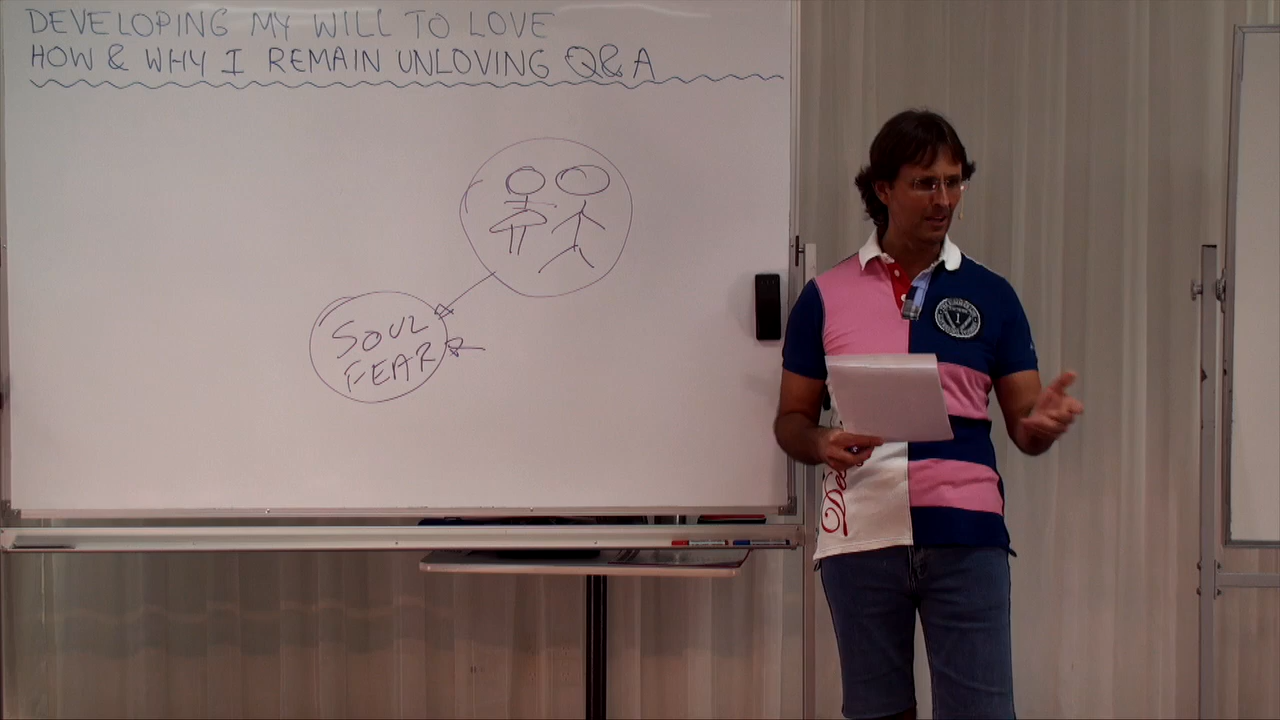 DEVELOPING MY WILL TO LOVE
HOW & WHY I REMAIN UNLOVING Q&A
SOUL
FEAR